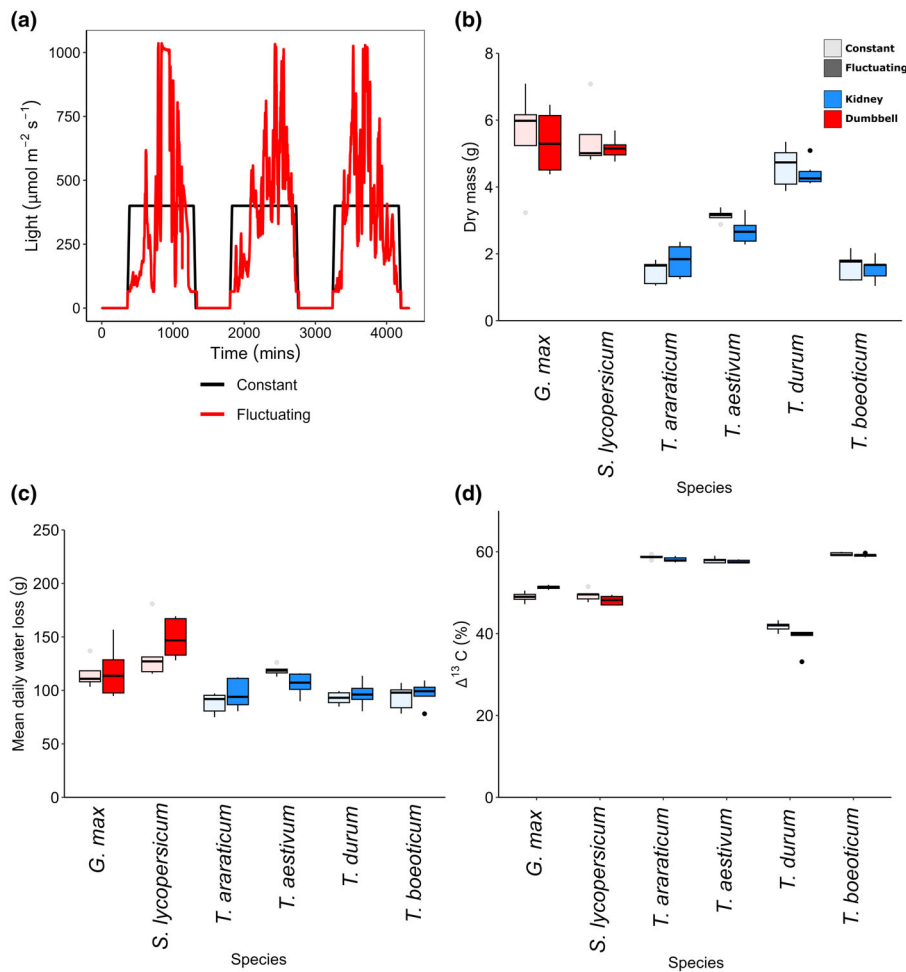 (a)
1000
750
500
250
0
Light (µmol m−2 s−1)
0 1000 2000 3000 4000
Time (mins)
Constant
Fluctuating
(b)
Constant
Fluctuating
Kidney
Dumbbell
8
6
4
2
0
Dry mass (g)
G. max
S. lycopersicum
T. araraticum
T. aestivum
T. durum
T. boeoticum
Species
(c)
250
200
150
100
50
0
Mean daily water loss (g)
G. max
S. lycopersicum
T. araraticum
T. aestivum
T. durum
T. boeoticum
Species
(d)
60
40
20
0
Δ13 C (%)
G. max
S. lycopersicum
T. araraticum
T. aestivum
T. durum
T. boeoticum
Species